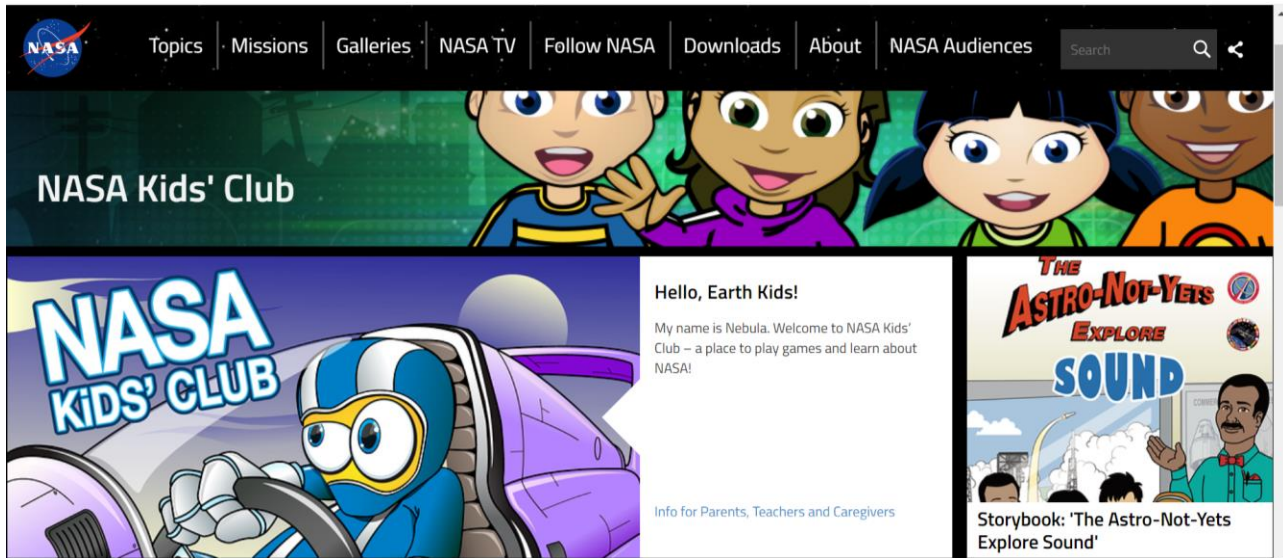 NASA
Topics
Missions
Galleries
NASA TV
Follow NASA
Downloads
About
NASA Audiences
Search
NASA Kids' Club
NASA
KiDS' CLUB
Hello, Earth Kids!
My name is Nebula. Welcome to NASA Kids'
Club – a place to play games and learn about
NASA!
Info for Parents, Teachers and Caregivers
THE
ASTRO-NOT-YETS
EXPLORE
SOUND
Storybook: 'The Astro-Not-Yets
Explore Sound'